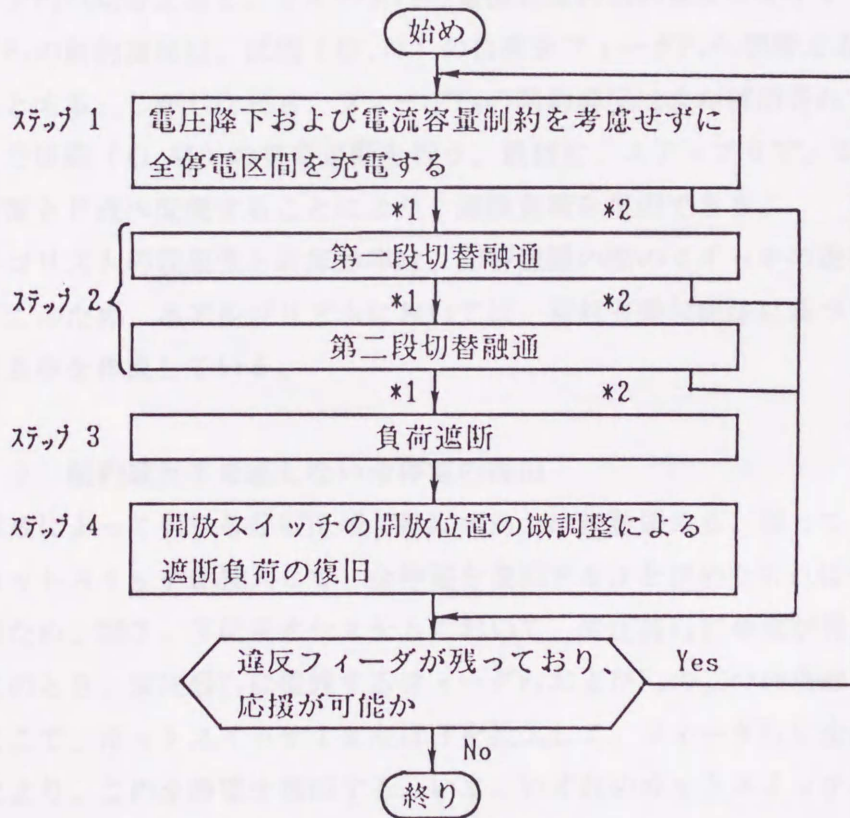 始め
ステップ 1
電圧降下および電流容量制約を考慮せずに
全停電区間を充電する
*1 *2
ステップ 2
第一段切替融通
*1 *2
第二段切替融通
*1 *2
ステップ 3
負荷遮断
ステップ 4
開放スイッチの開放位置の微調整による
遮断負荷の復旧
違反フィーダが残っており、
応援が可能か
Yes
No
終り